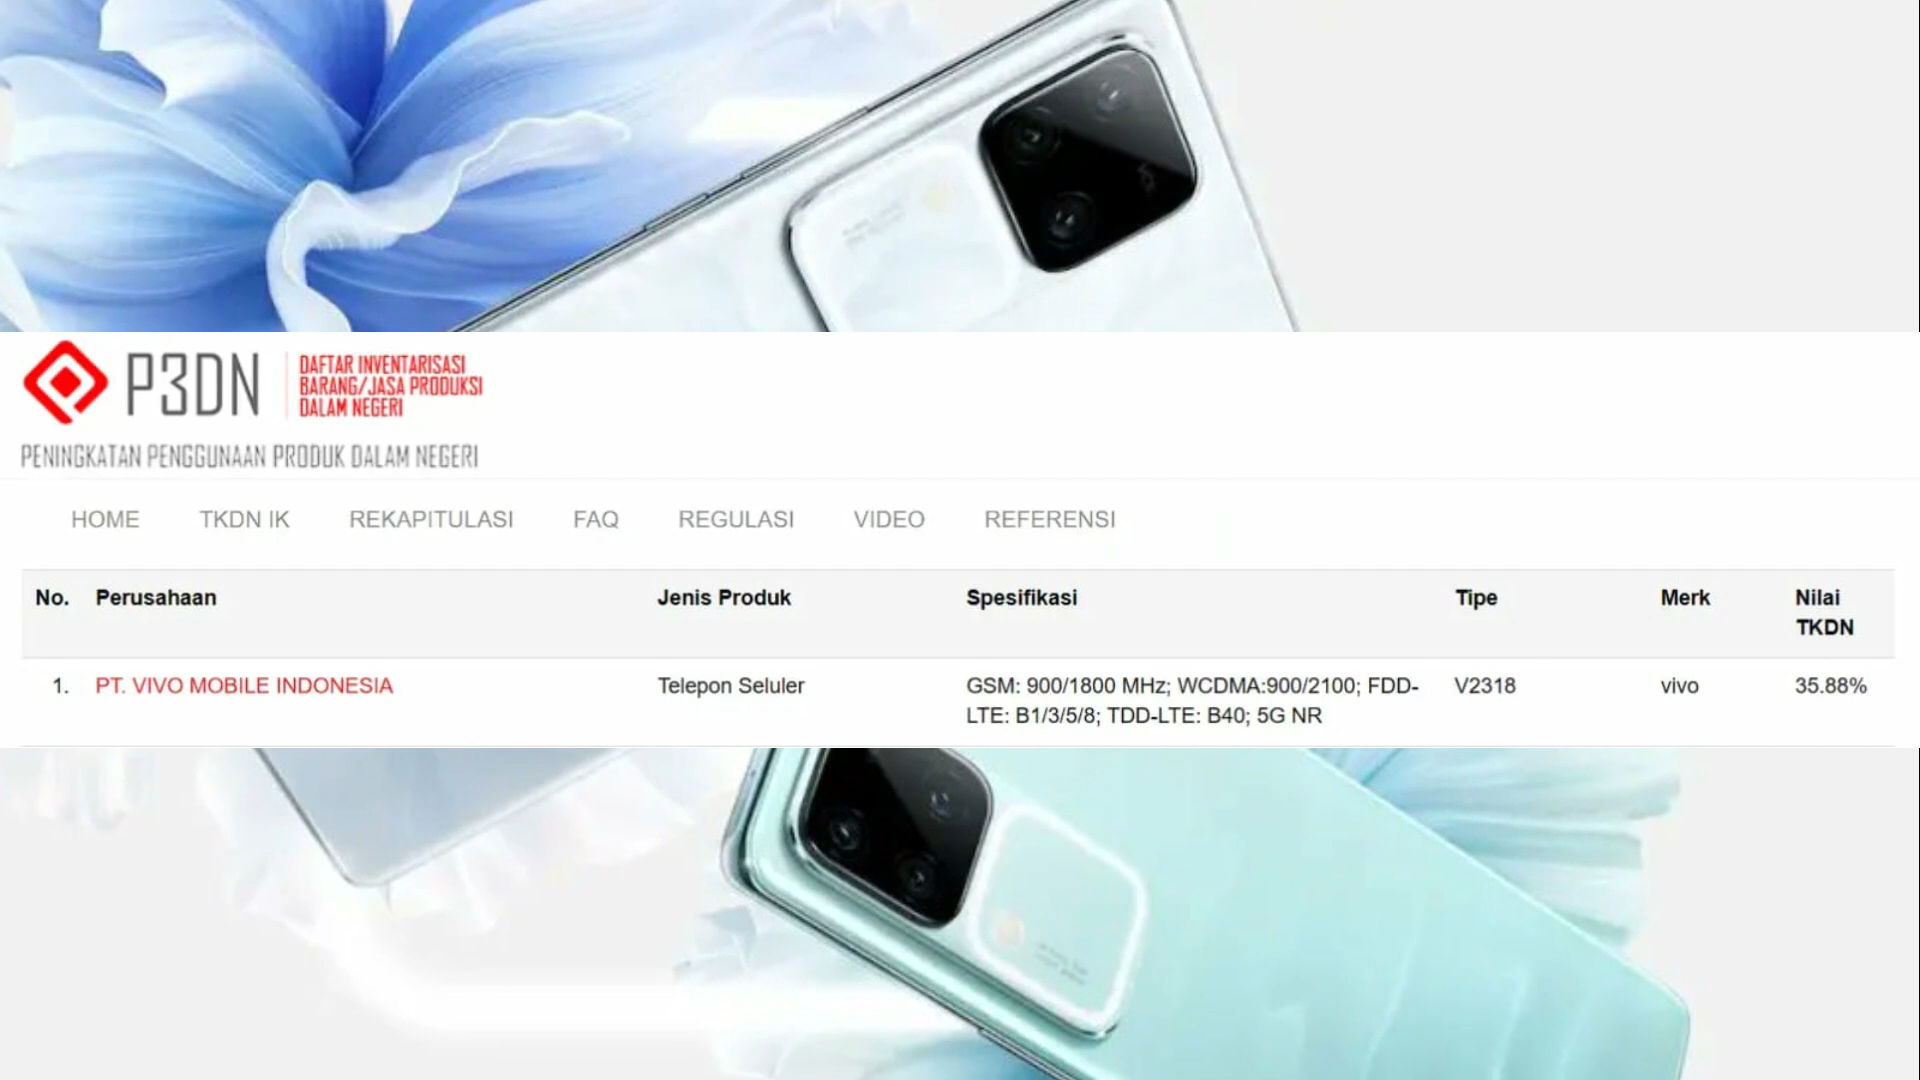 P3DN
DAFTAR INVENTARISASI
BARANG/JASA PRODUKSI
DALAM NEGERI
PENINGKATAN PENGGUNAAN PRODUK DALAM NEGERI
HOME TKDN IK REKAPITULASI FAQ REGULASI VIDEO REFERENSI
No. Perusahaan Jenis Produk Spesifikasi Tipe Merk Nilai
TKDN
1. PT. VIVO MOBILE INDONESIA Telepon Seluler GSM: 900/1800 MHz; WCDMA:900/2100; FDD- V2318 vivo 35.88%
LTE: B1/3/5/8; TDD-LTE: B40; 5G NR